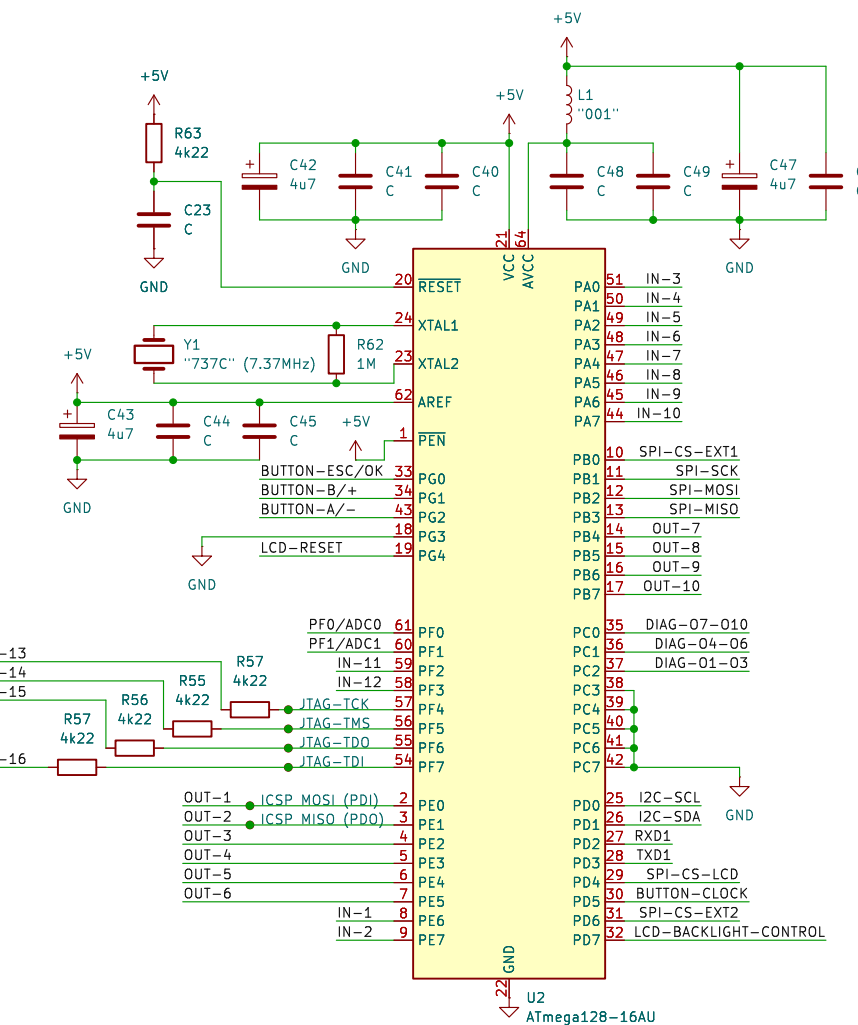 +5V
+5V
+5V
L1
"001"
R63
4k22
C42
4u7
C41
C
C40
C
C48
C
C49
C
C47
4u7
C23
C
GND
GND
GND
21
VCC
64
AVCC
20
RESET
24
XTAL1
23
XTAL2
62
AREF
1
PEN
Y1
"737C" (7.37MHz)
R62
1M
+5V
C43
4u7
C44
C
C45
C
+5V
GND
BUTTON-ESC/OK 33 PG0
BUTTON-B/+ 34 PG1
BUTTON-A/- 43 PG2
18 PG3
LCD-RESET 19 PG4
GND
PF0/ADC0 61 PF0
PF1/ADC1 60 PF1
IN-11 59 PF2
IN-12 58 PF3
-13
-14
-15
-16
R57
4k22
R55
4k22
R56
4k22
R57
4k22
JTAG-TCK 57 PF4
JTAG-TMS 56 PF5
JTAG-TDO 55 PF6
JTAG-TDI 54 PF7
OUT-1 ICSP MOSI (PDI) 2 PE0
OUT-2 ICSP MISO (PDO) 3 PE1
OUT-3 4 PE2
OUT-4 5 PE3
OUT-5 6 PE4
OUT-6 7 PE5
IN-1 8 PE6
IN-2 9 PE7
PA0 51 IN-3
PA1 50 IN-4
PA2 49 IN-5
PA3 48 IN-6
PA4 47 IN-7
PA5 46 IN-8
PA6 45 IN-9
PA7 44 IN-10
PB0 10 SPI-CS-EXT1
PB1 11 SPI-SCK
PB2 12 SPI-MOSI
PB3 13 SPI-MISO
PB4 14 OUT-7
PB5 15 OUT-8
PB6 16 OUT-9
PB7 17 OUT-10
PC0 35 DIAG-O7-O10
PC1 36 DIAG-O4-O6
PC2 37 DIAG-O1-O3
PC3 38
PC4 39
PC5 40
PC6 41
PC7 42
GND
PD0 25 I2C-SCL
PD1 26 I2C-SDA
PD2 27 RXD1
PD3 28 TXD1
PD4 29 SPI-CS-LCD
PD5 30 BUTTON-CLOCK
PD6 31 SPI-CS-EXT2
PD7 32 LCD-BACKLIGHT-CONTROL
GND
22
U2
ATmega128-16AU